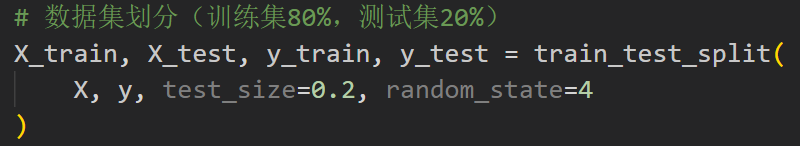 # 数据集划分（训练集80%，测试集20%）
X_train, X_test, y_train, y_test = train_test_split(
    X, y, test_size=0.2, random_state=4
)